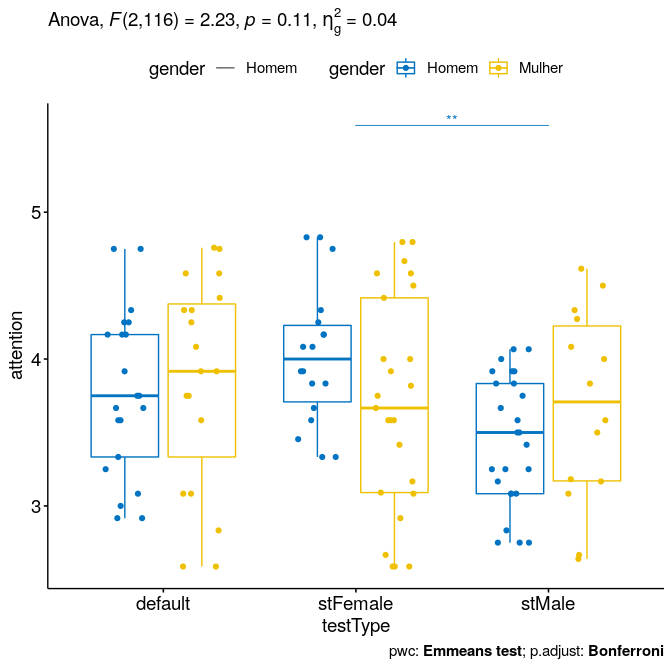 Anova, F(2,116) = 2.23, p = 0.11, η²g = 0.04
gender Homem gender Homem Mulher
**
attention
5
4
3
default stFemale stMale
testType
pwc: Emmeans test; p.adjust: Bonferroni